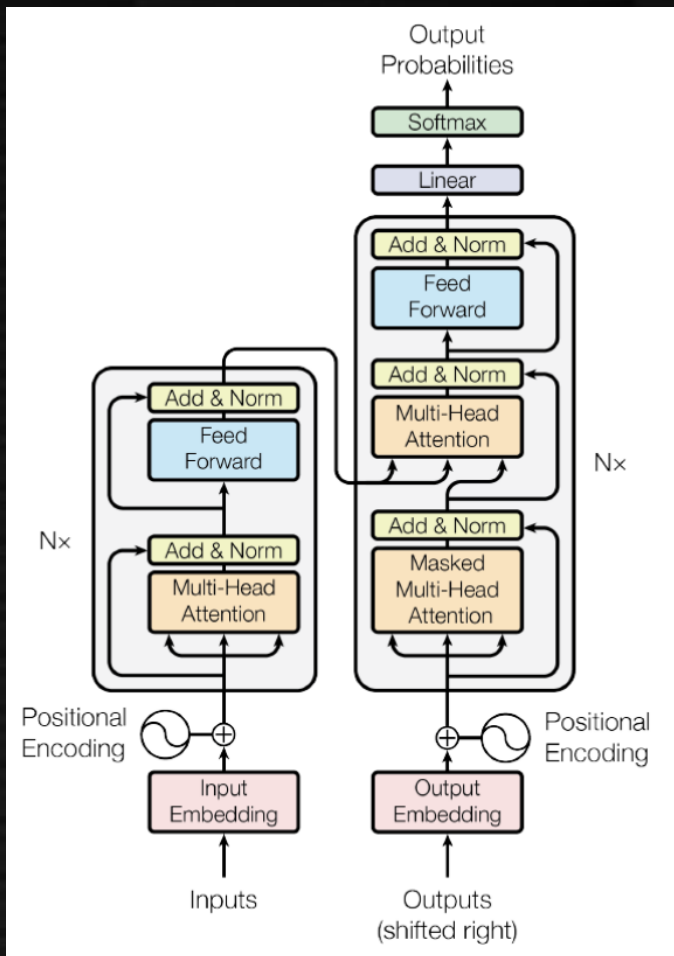 Output
Probabilities
Softmax
Linear
Add & Norm
Feed
Forward
Add & Norm
Multi-Head
Attention
Add & Norm
Masked
Multi-Head
Attention
Nx
Add & Norm
Feed
Forward
Add & Norm
Multi-Head
Attention
Nx
Positional
Encoding
Positional
Encoding
Input
Embedding
Output
Embedding
Inputs
Outputs
(shifted right)